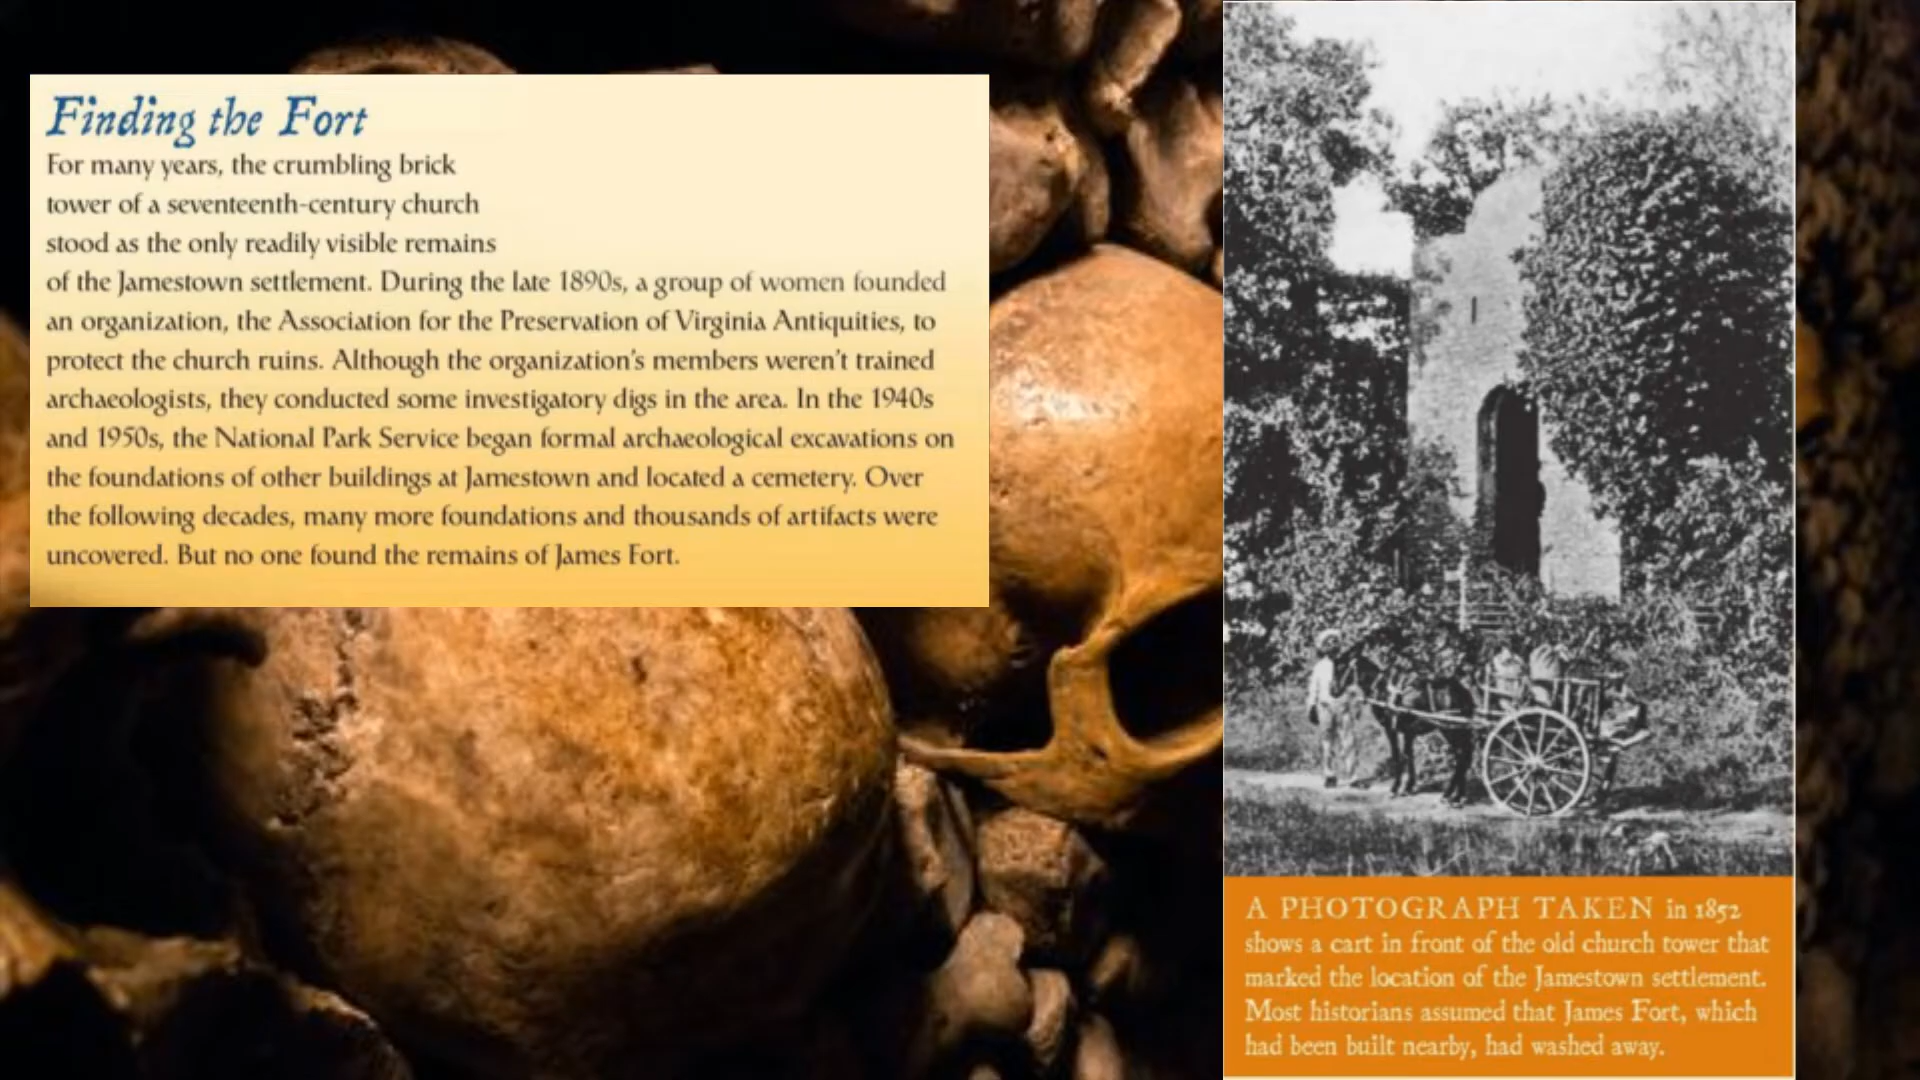 Finding the Fort
For many years, the crumbling brick
tower of a seventeenth-century church
stood as the only readily visible remains
of the Jamestown settlement. During the late 1890s, a group of women founded
an organization, the Association for the Preservation of Virginia Antiquities, to
protect the church ruins. Although the organization's members weren't trained
archaeologists, they conducted some investigatory digs in the area. In the 1940s
and 1950s, the National Park Service began formal archaeological excavations on
the foundations of other buildings at Jamestown and located a cemetery. Over
the following decades, many more foundations and thousands of artifacts were
uncovered. But no one found the remains of James Fort.
A PHOTOGRAPH TAKEN in 1852
shows a cart in front of the old church tower that
marked the location of the Jamestown settlement.
Most historians assumed that James Fort, which
had been built nearby, had washed away.